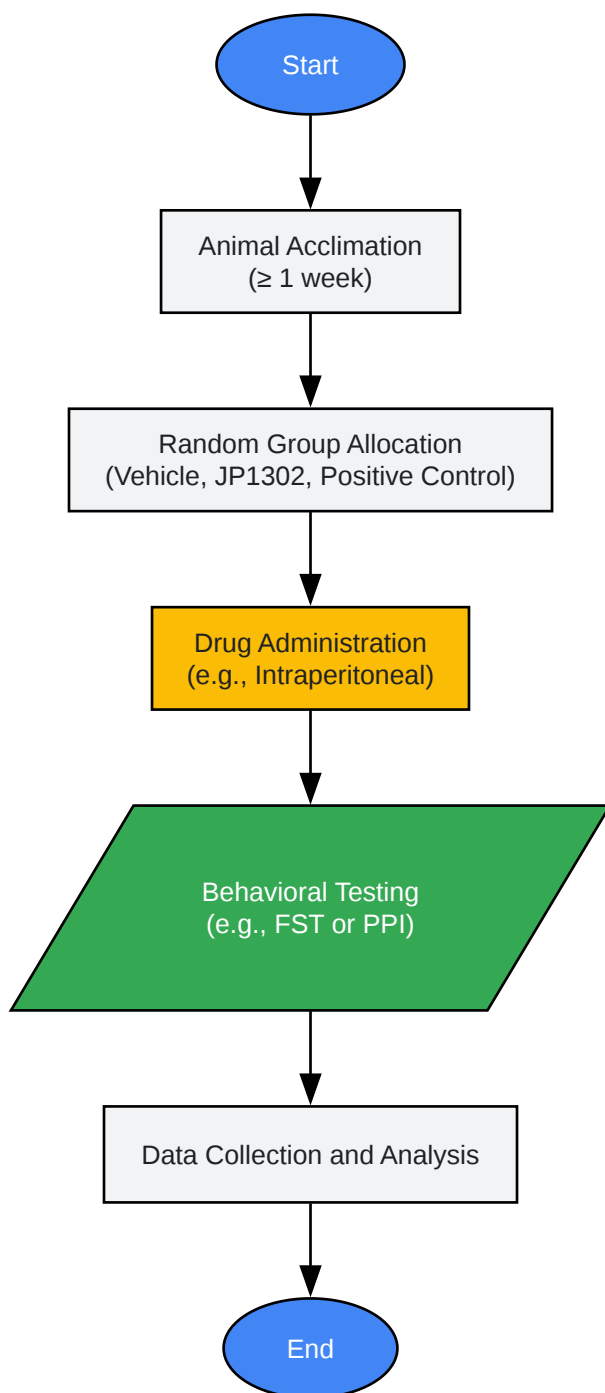 Start
Animal Acclimation
(≥ 1 week)
Random Group Allocation
(Vehicle, JP1302, Positive Control)
Drug Administration
(e.g., Intraperitoneal)
Behavioral Testing
(e.g., FST or PPI)
Data Collection and Analysis
End